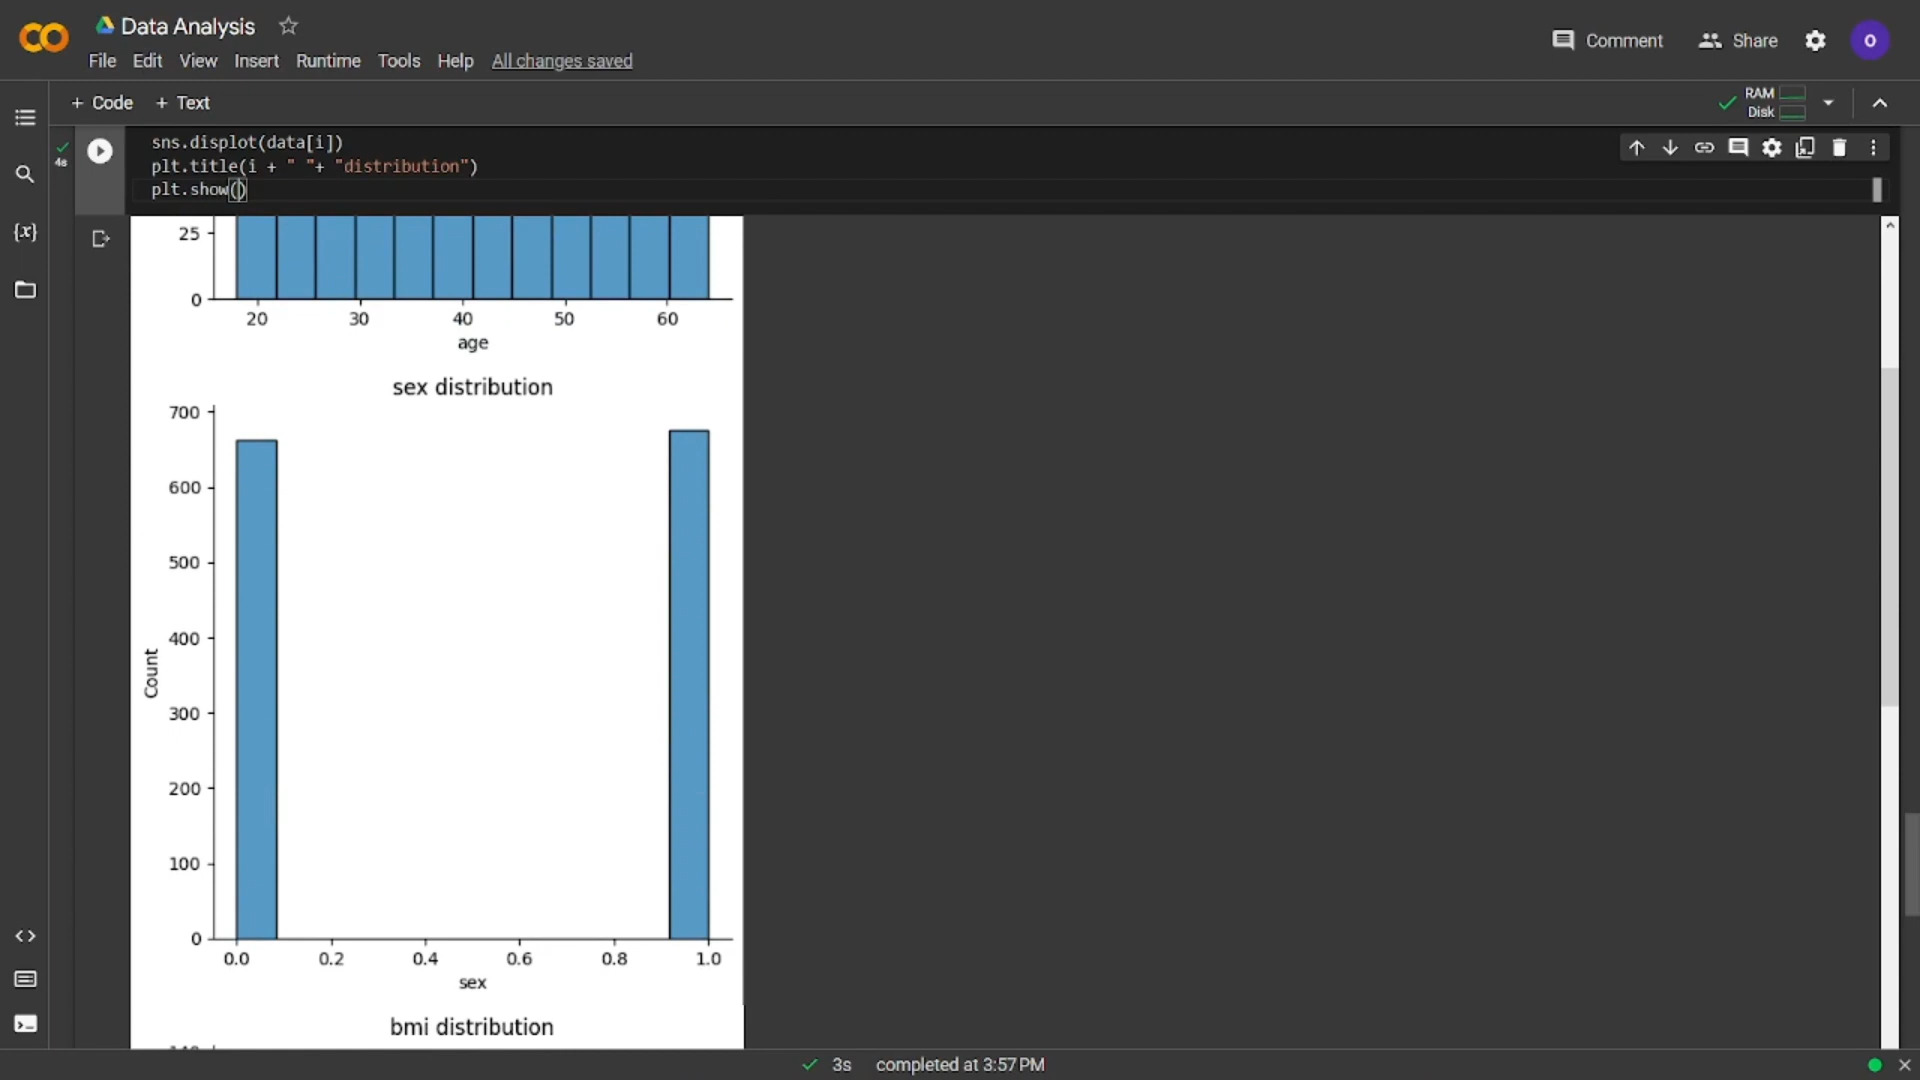 Data Analysis
Comment
Share
o
File Edit View Insert Runtime Tools Help All changes saved
+ Code + Text
RAM
Disk
4s
sns.displot(data[i])
plt.title(i + " "+ "distribution")
plt.show()
{x}
25
0
20 30 40 50 60
age
sex distribution
700
600
500
400
300
200
100
0
Count
0.0 0.2 0.4 0.6 0.8 1.0
sex
bmi distribution
3s completed at 3:57 PM